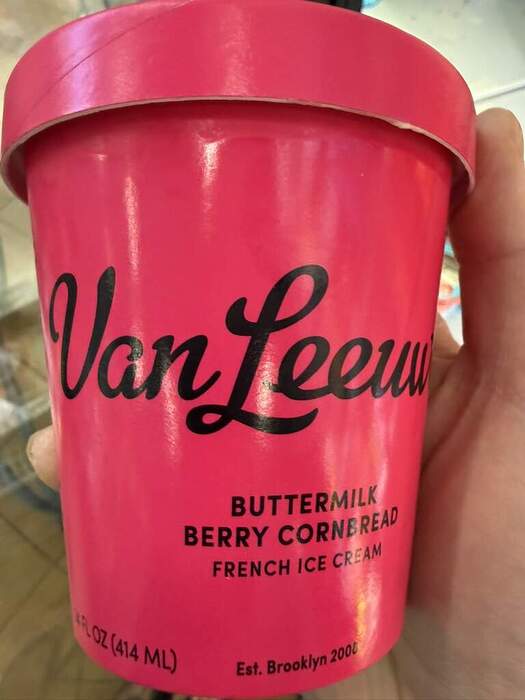 Van Leeuw
BUTTERMILK
BERRY CORNBREAD
FRENCH ICE CREAM
FL OZ (414 ML)
Est. Brooklyn 2008